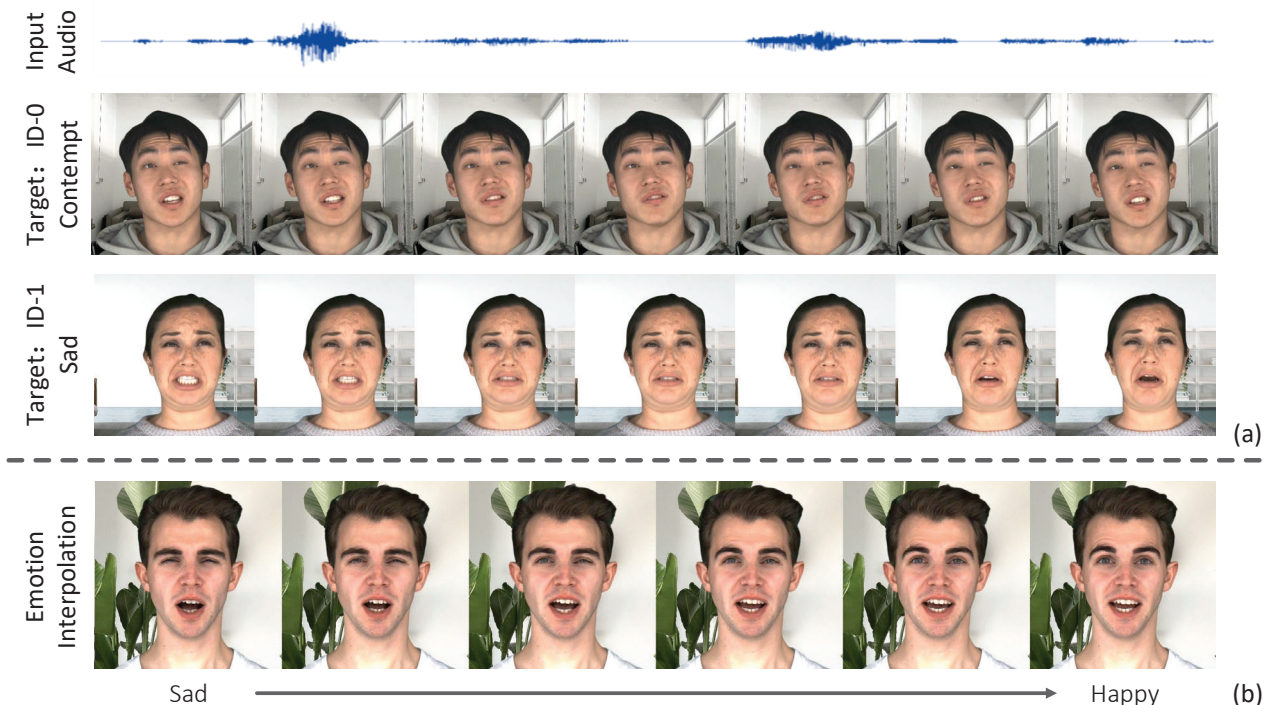 Input
Audio
Target: ID-0
Contempt
Target: ID-1
Sad
(a)
Emotion
Interpolation
Sad
Happy
(b)